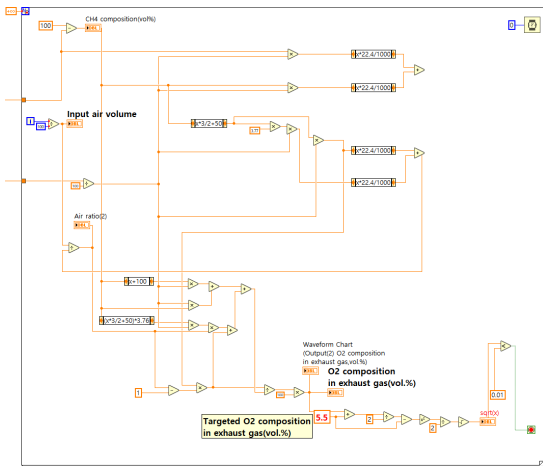 CH4 composition(vol%)
100
0
x*22.4/1000
x*22.4/1000
Input air volume
i
x*3/2+50
x*22.4/1000
x*22.4/1000
Air ratio(2)
x+100
(x*3/2+50)*3.76
Waveform Chart
(Output(2) O2 composition
in exhaust gas,vol.%)
O2 composition
in exhaust gas(vol.%)
1
0.01
sqrt(x)
Targeted O2 composition
in exhaust gas(vol.%)
5.5
2
2